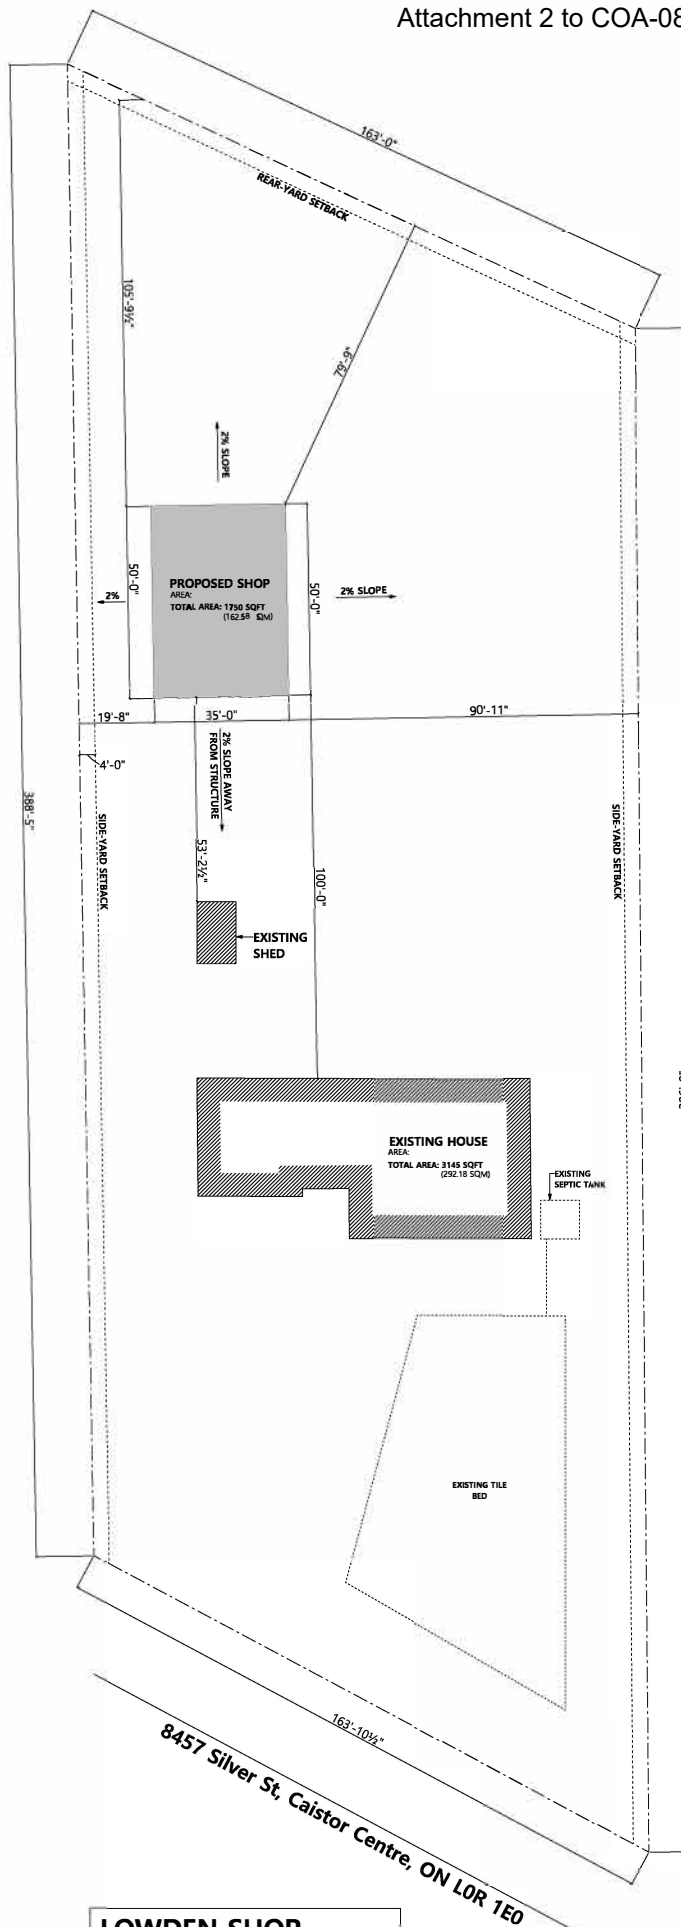 Attachment 2 to COA-08
163'-0"
REAR-YARD SETBACK
105'-9½"
79'-9"
2% SLOPE
PROPOSED SHOP
AREA:
TOTAL AREA: 1750 SQFT
(162.58 SQM)
50'-0"
50'-0"
2%
2% SLOPE
19'-8"
35'-0"
90'-11"
4'-0"
2% SLOPE AWAY
FROM STRUCTURE
388'-5"
SIDE-YARD SETBACK
SIDE-YARD SETBACK
53'-2½"
100'-0"
EXISTING
SHED
EXISTING HOUSE
AREA:
TOTAL AREA: 3145 SQFT
(292.18 SQM)
EXISTING
SEPTIC TANK
EXISTING TILE
BED
163'-10½"
8457 Silver St, Caistor Centre, ON L0R 1E0
LOWDEN SHOP